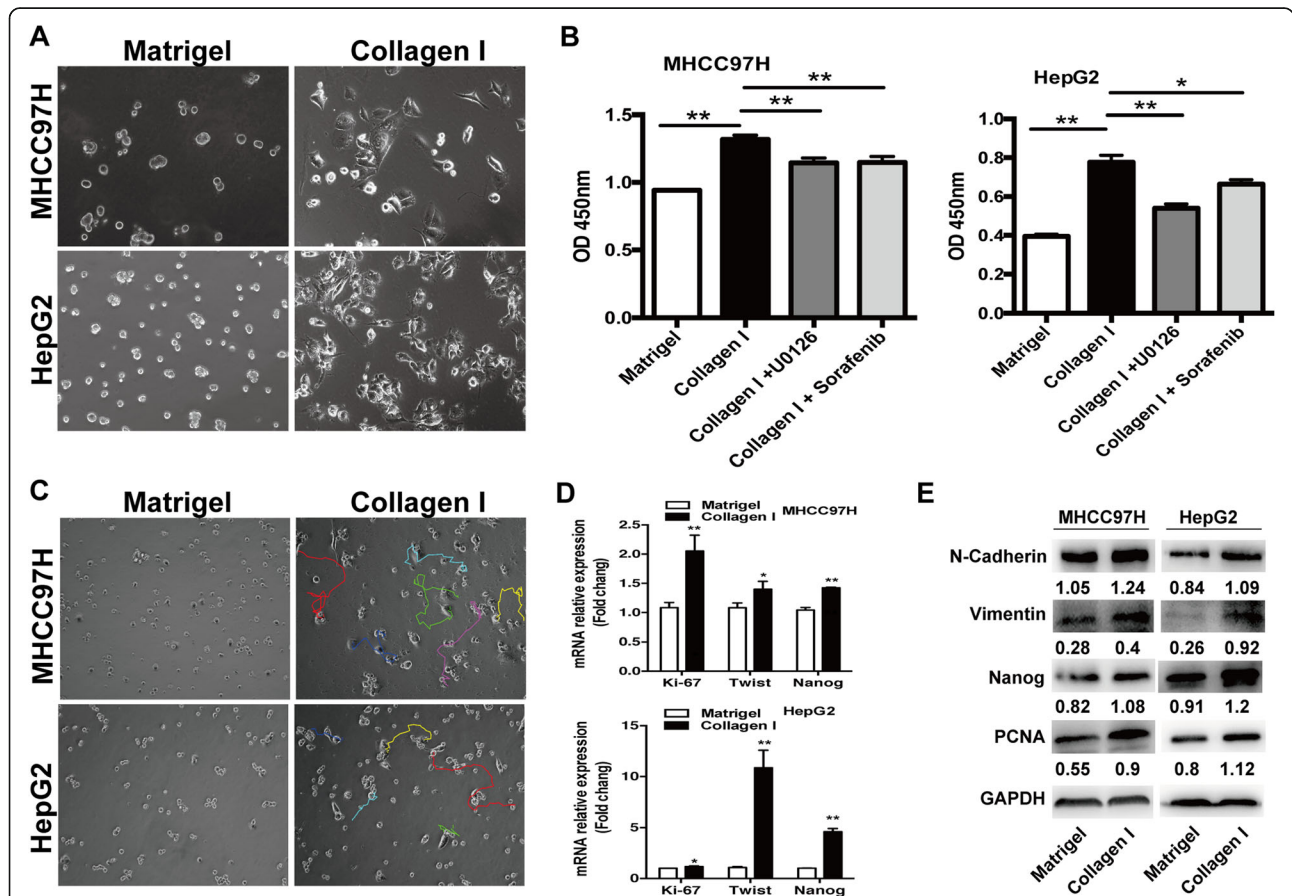 A
Matrigel
Collagen I
MHCC97H
HepG2
B
MHCC97H
**
**
**
OD 450nm
1.5
1.0
0.5
0.0
Matrigel
Collagen I
Collagen I +U0126
Collagen I + Sorafenib
HepG2
*
**
**
OD 450nm
1.0
0.8
0.6
0.4
0.2
0.0
Matrigel
Collagen I
Collagen I +U0126
Collagen I + Sorafenib
C
Matrigel
Collagen I
MHCC97H
HepG2
D
Matrigel
Collagen I
MHCC97H
mRNA relative expression
(Fold chang)
2.5
2.0
1.5
1.0
0.5
0.0
**
*
**
Ki-67
Twist
Nanog
Matrigel
Collagen I
HepG2
mRNA relative expression
(Fold chang)
15
10
5
0
*
**
**
Ki-67
Twist
Nanog
E
MHCC97H
HepG2
N-Cadherin
1.05 1.24 0.84 1.09
Vimentin
0.28 0.4 0.26 0.92
Nanog
0.82 1.08 0.91 1.2
PCNA
0.55 0.9 0.8 1.12
GAPDH
Matrigel
Collagen I
Matrigel
Collagen I